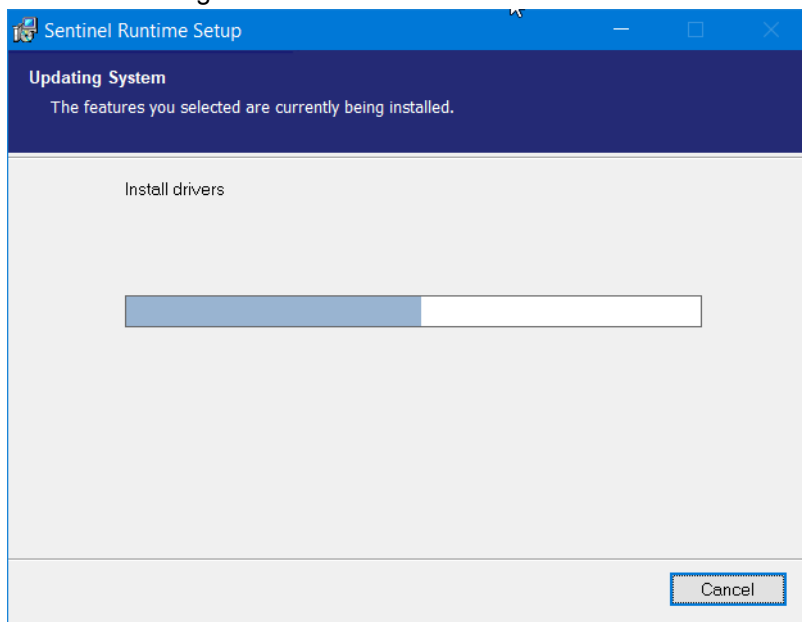 Sentinel Runtime Setup
Updating System
The features you selected are currently being installed.
Install drivers
Cancel